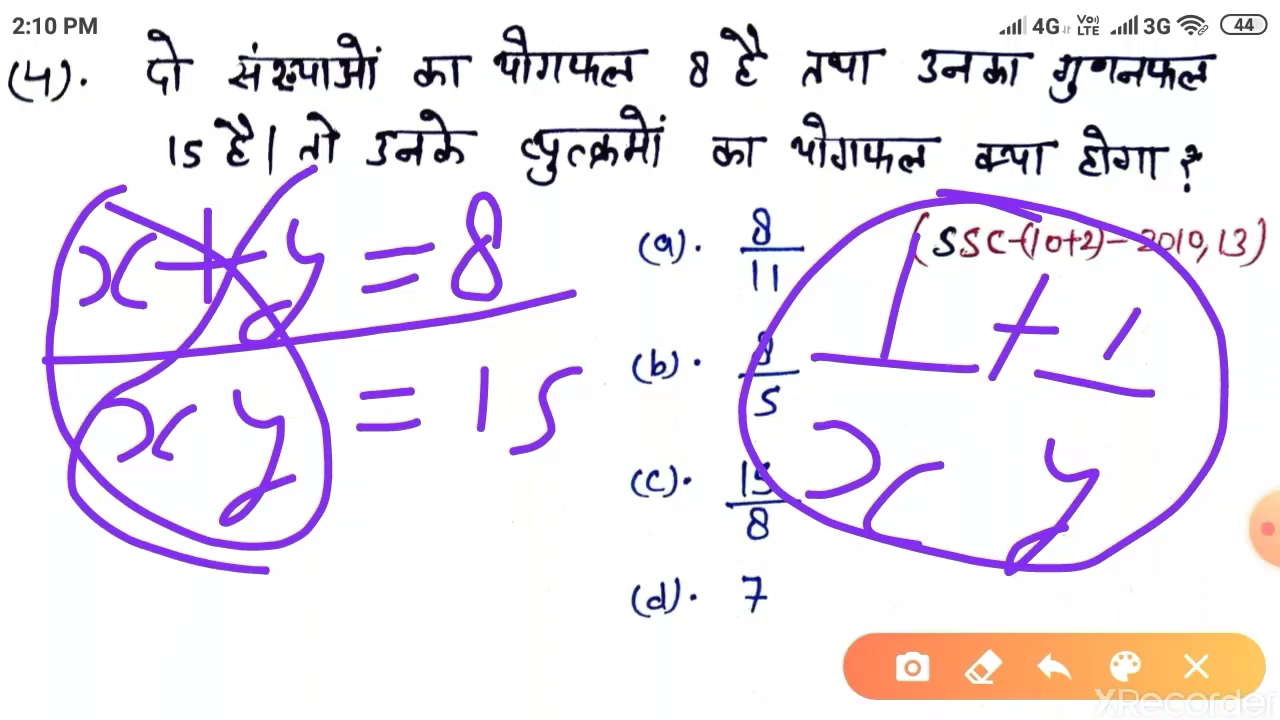 2:10 PM 4G VoLTE 3G 44
(4). दो संख्याओं का योगफल 8 है तथा उनका गुणनफल
15 है। तो उनके व्युत्क्रमों का योगफल क्या होगा ?
(SSC-(10+2)-2010,13)
x+y=8
xy=15
(a). 8/11
(b). 8/5
(c). 15/8
(d). 7
1/x + 1/y
XRecorder